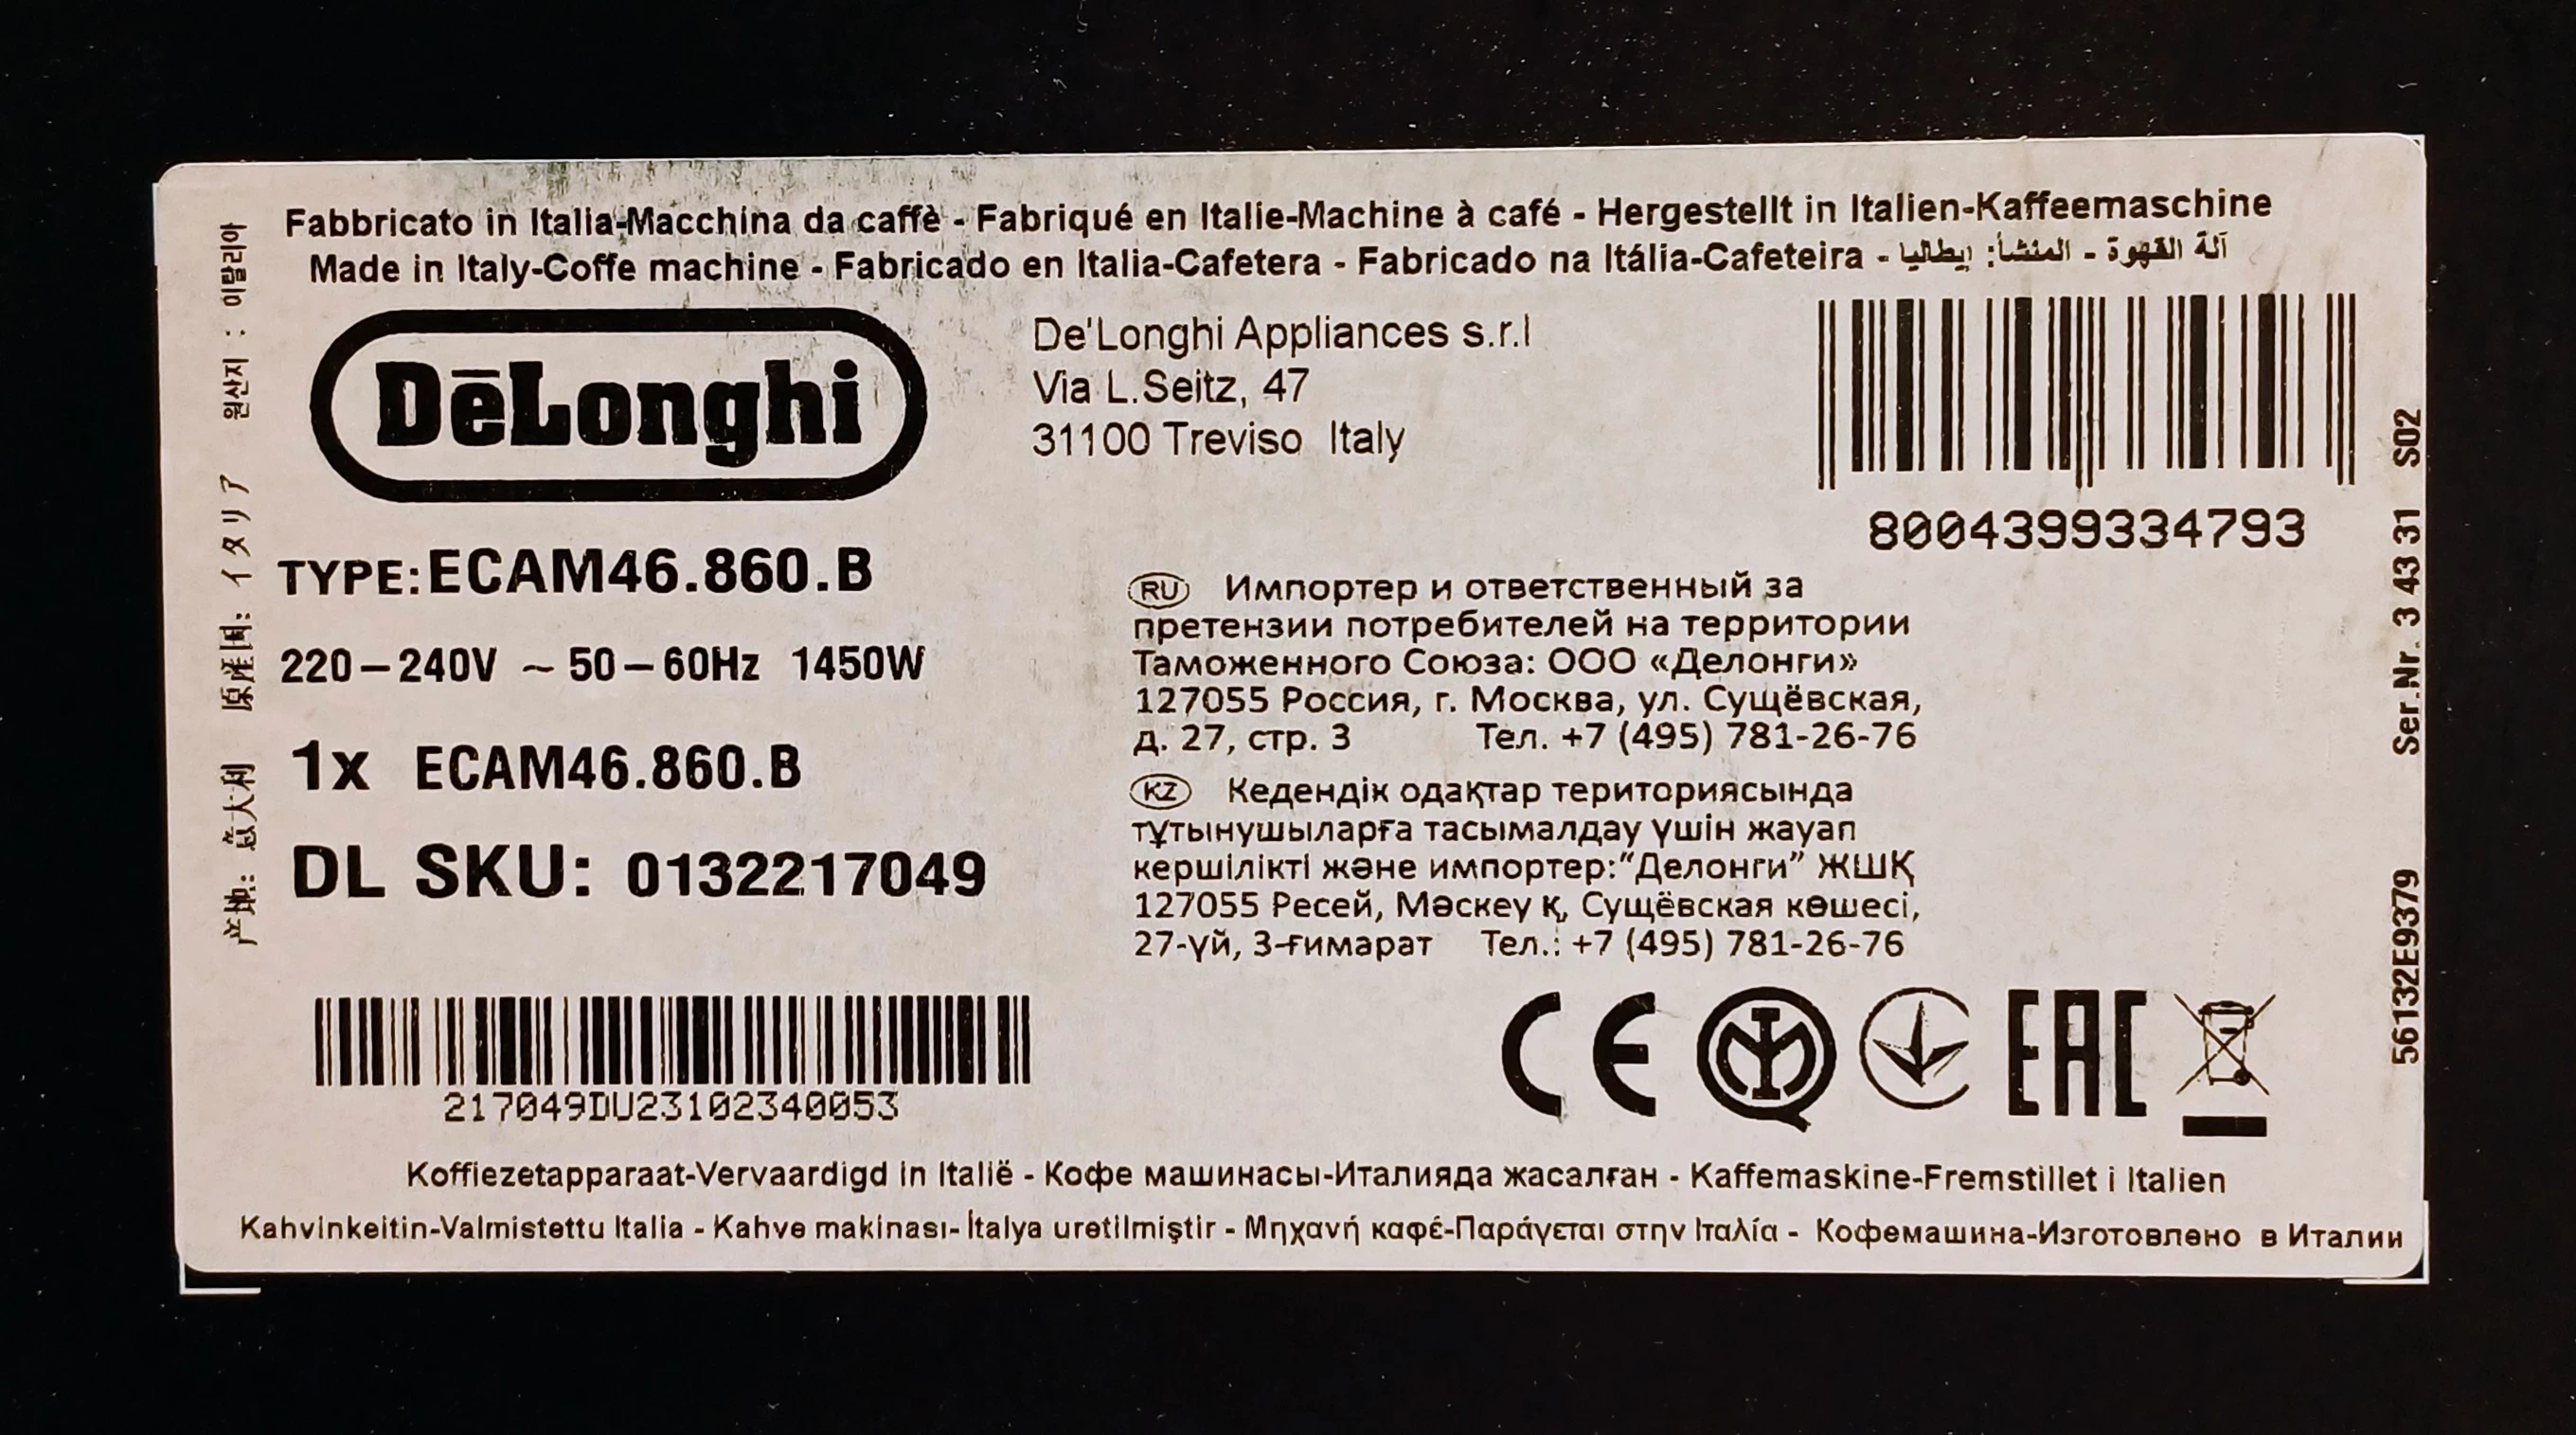 Fabbricato in Italia-Macchina da caffè - Fabriqué en Italie-Machine à café - Hergestellt in Italien-Kaffeemaschine
Made in Italy-Coffe machine - Fabricado en Italia-Cafetera - Fabricado na Itália-Cafeteira - آلة القهوة - المنشأ: إيطاليا
DeLonghi
De'Longhi Appliances s.r.l
Via L.Seitz, 47
31100 Treviso Italy
8004399334793
TYPE:ECAM46.860.B
220-240V ~ 50-60Hz 1450W
1x ECAM46.860.B
DL SKU: 0132217049
217049DU23102340053
RU Импортер и ответственный за
претензии потребителей на территории
Таможенного Союза: ООО «Делонги»
127055 Россия, г. Москва, ул. Сущёвская,
д. 27, стр. 3 Тел. +7 (495) 781-26-76
KZ Кедендік одақтар териториясында
тұтынушыларға тасымалдау үшін жауап
кершілікті және импортер:"Делонги" ЖШҚ
127055 Ресей, Мәскеу қ, Сущёвская көшесі,
27-үй, 3-ғимарат Тел.: +7 (495) 781-26-76
CE
EAC
Koffiezetapparaat-Vervaardigd in Italië - Кофе машинасы-Италияда жасалған - Kaffemaskine-Fremstillet i Italien
Kahvinkeitin-Valmistettu Italia - Kahve makinası- İtalya uretilmiştir - Μηχανή καφέ-Παράγεται στην Ιταλία - Кофемашина-Изготовлено в Италии
产地: 意大利 原産国: イタリア 원산지 : 이탈리아
56132E9379 Ser.Nr. 3 43 31 S02